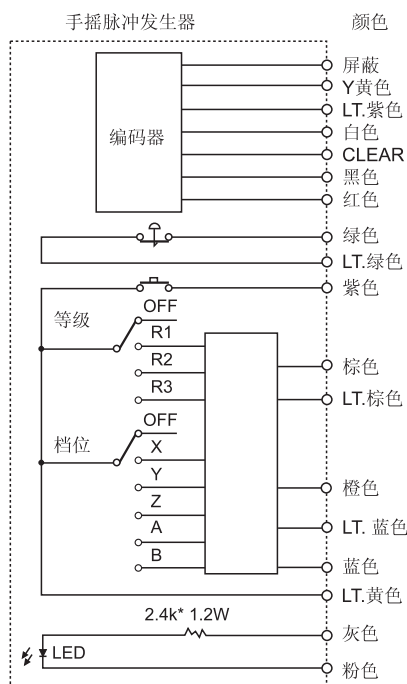 手摇脉冲发生器
颜色
编码器
屏蔽
Y黄色
LT.紫色
白色
CLEAR
黑色
红色
绿色
LT.绿色
紫色
等级
OFF
R1
R2
R3
棕色
LT.棕色
档位
OFF
X
Y
Z
A
B
橙色
LT. 蓝色
蓝色
LT.黄色
2.4k* 1.2W
灰色
LED
粉色